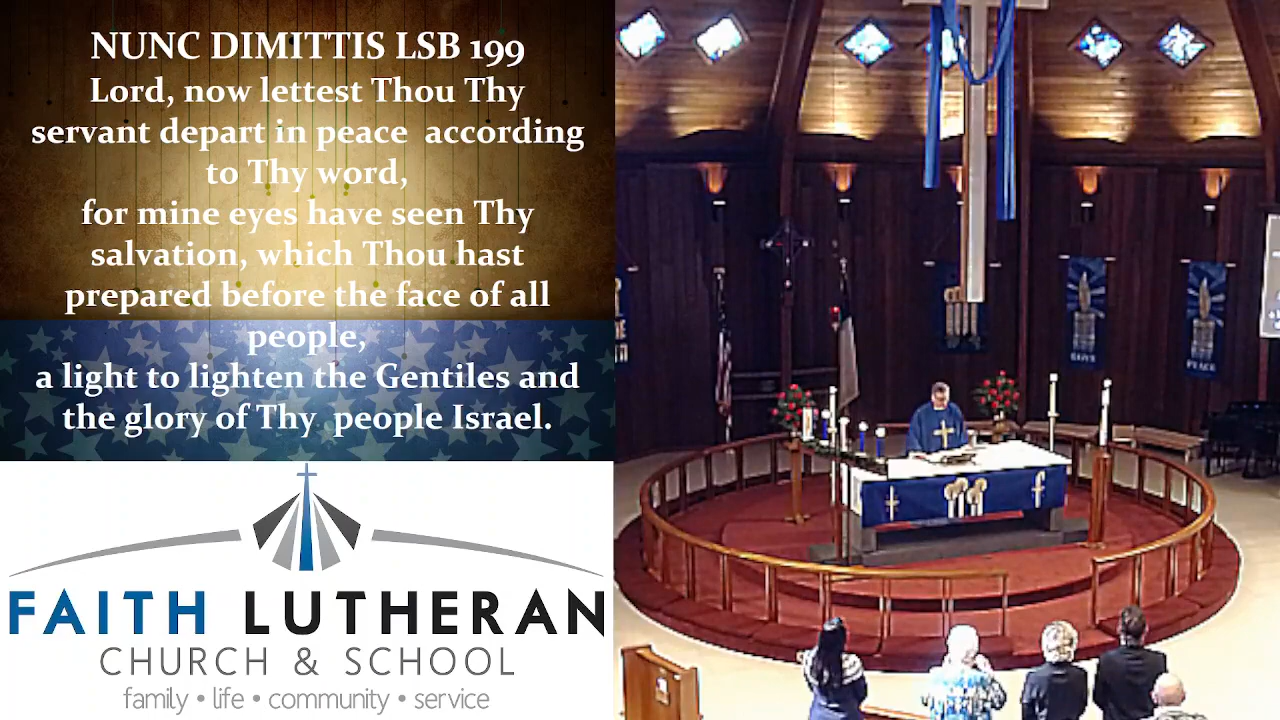 NUNC DIMITTIS LSB 199
Lord, now lettest Thou Thy
servant depart in peace  according
to Thy word,
for mine eyes have seen Thy
salvation, which Thou hast
prepared before the face of all
people,
a light to lighten the Gentiles and
the glory of Thy  people Israel.
FAITH LUTHERAN
CHURCH & SCHOOL
family • life • community • service
PEACE